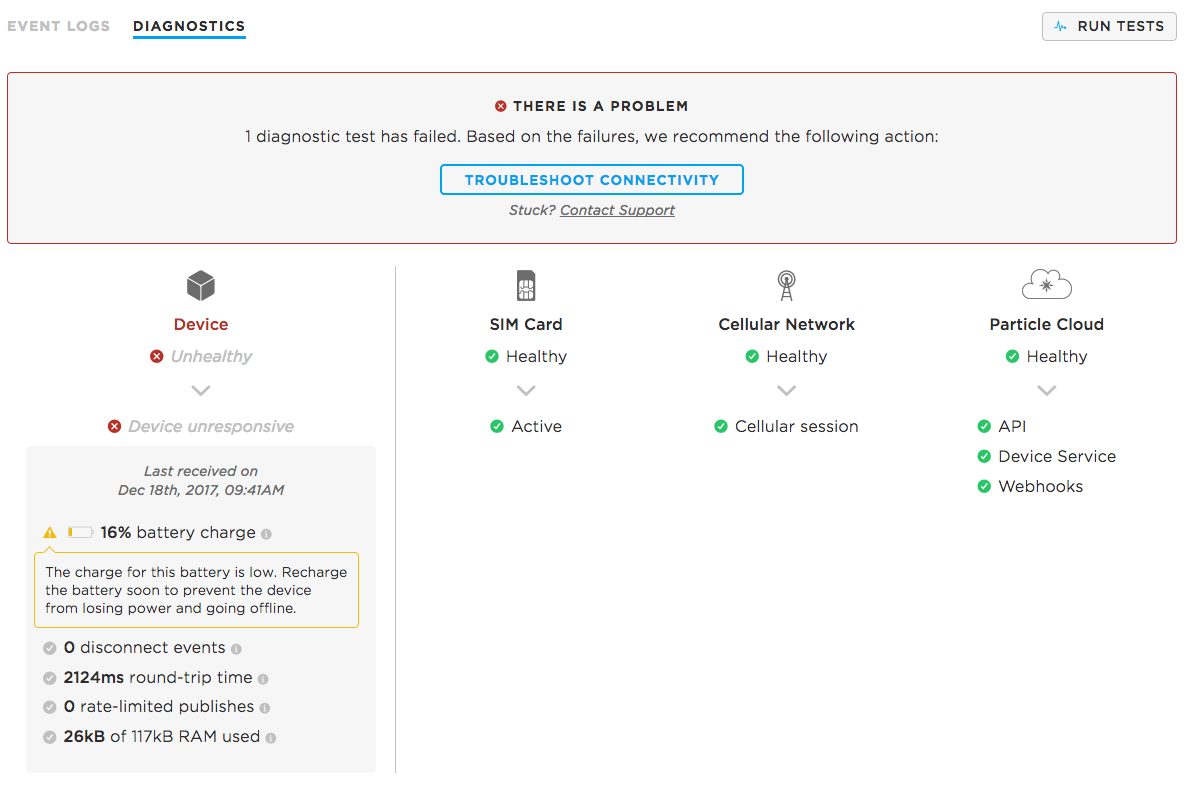 EVENT LOGS
DIAGNOSTICS
RUN TESTS
THERE IS A PROBLEM
1 diagnostic test has failed. Based on the failures, we recommend the following action:
TROUBLESHOOT CONNECTIVITY
Stuck? Contact Support
Device
Unhealthy
Device unresponsive
Last received on
Dec 18th, 2017, 09:41AM
16% battery charge
The charge for this battery is low. Recharge
the battery soon to prevent the device
from losing power and going offline.
0 disconnect events
2124ms round-trip time
0 rate-limited publishes
26kB of 117kB RAM used
SIM Card
Healthy
Active
Cellular Network
Healthy
Cellular session
Particle Cloud
Healthy
API
Device Service
Webhooks